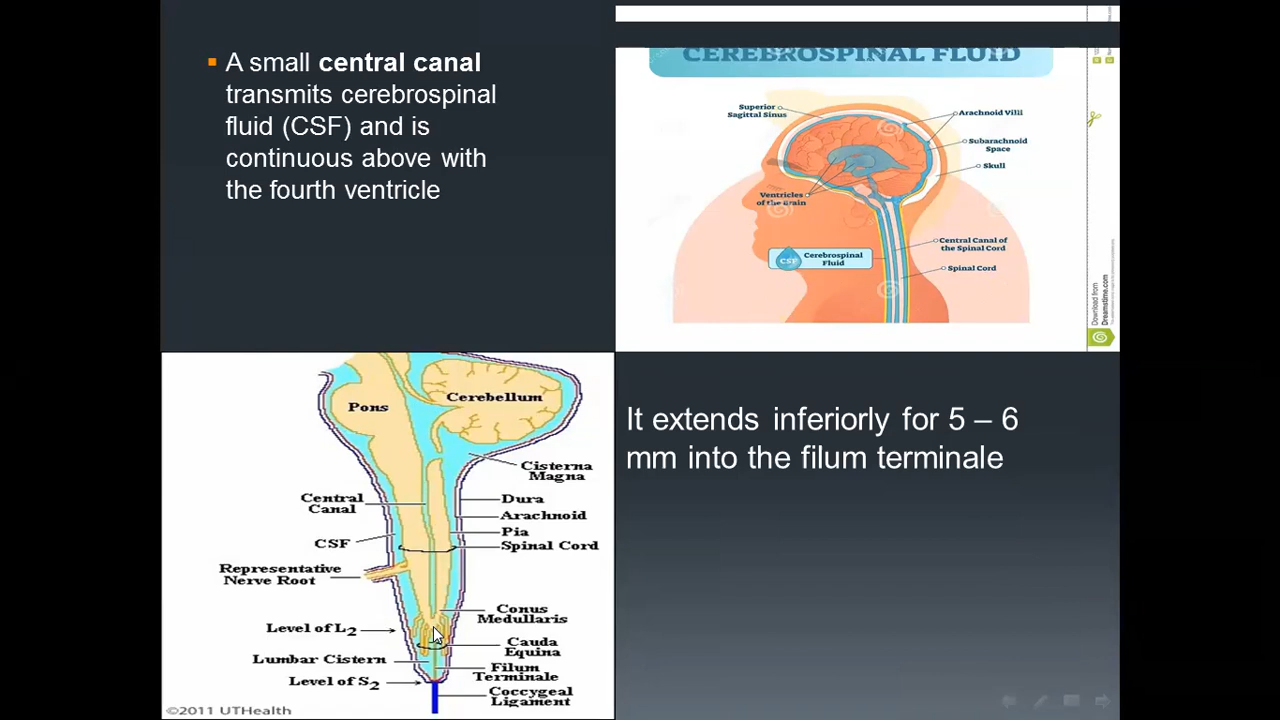 ▪ A small central canal
transmits cerebrospinal
fluid (CSF) and is
continuous above with
the fourth ventricle
CEREBROSPINAL FLUID
Superior
Sagittal Sinus
Arachnoid Villi
Subarachnoid
Space
Skull
Ventricles
of the Brain
Central Canal of
the Spinal Cord
CSF
Cerebrospinal
Fluid
Spinal Cord
Download from
Dreamstime.com
Pons
Cerebellum
Cisterna
Magna
Central
Canal
Dura
Arachnoid
Pia
CSF
Spinal Cord
Representative
Nerve Root
Conus
Medullaris
Level of L2
Cauda
Equina
Lumbar Cistern
Filum
Terminale
Level of S2
Coccygeal
Ligament
©2011 UTHealth
It extends inferiorly for 5 – 6
mm into the filum terminale